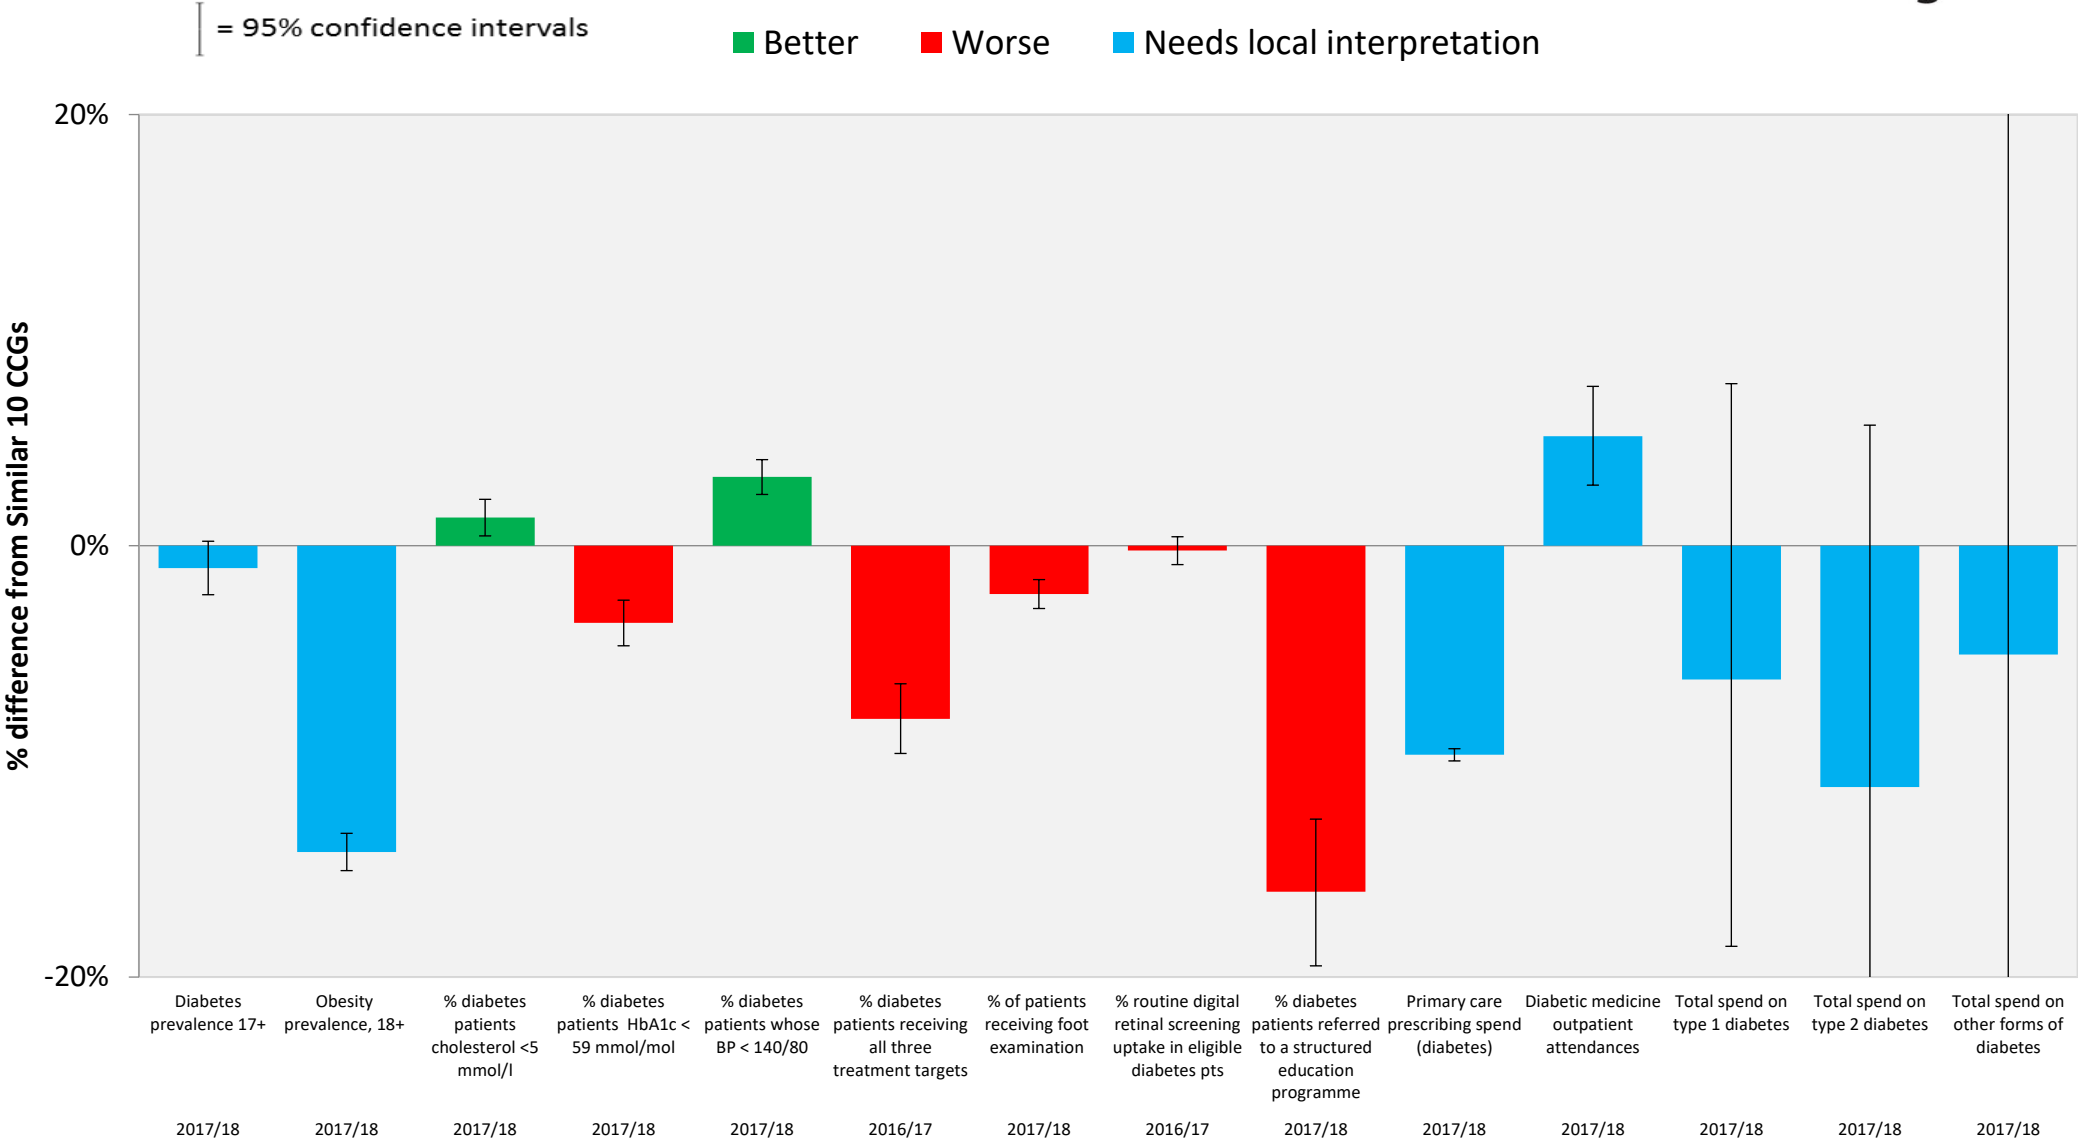 = 95% confidence intervals
Better
Worse
Needs local interpretation
% difference from Similar 10 CCGs
20%
0%
-20%
Diabetes
prevalence 17+
2017/18
Obesity
prevalence, 18+
2017/18
% diabetes
patients
cholesterol <5
mmol/l
2017/18
% diabetes
patients HbA1c <
59 mmol/mol
2017/18
% diabetes
patients whose
BP < 140/80
2017/18
% diabetes
patients receiving
all three
treatment targets
2016/17
% of patients
receiving foot
examination
2017/18
% routine digital
retinal screening
uptake in eligible
diabetes pts
2016/17
% diabetes
patients referred
to a structured
education
programme
2017/18
Primary care
prescribing spend
(diabetes)
2017/18
Diabetic medicine
outpatient
attendances
2017/18
Total spend on
type 1 diabetes
2017/18
Total spend on
type 2 diabetes
2017/18
Total spend on
other forms of
diabetes
2017/18